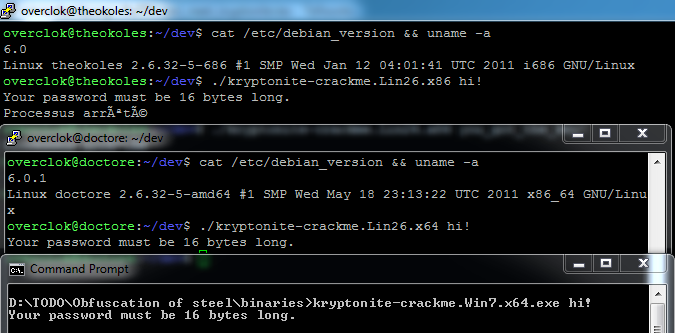 overclok@theokoles: ~/dev
overclok@theokoles:~/dev$ cat /etc/debian_version && uname -a
6.0
Linux theokoles 2.6.32-5-686 #1 SMP Wed Jan 12 04:01:41 UTC 2011 i686 GNU/Linux
overclok@theokoles:~/dev$ ./kryptonite-crackme.Lin26.x86 hi!
Your password must be 16 bytes long.
Processus arrÃªtÃ©
overclok@doctore: ~/dev
overclok@doctore:~/dev$ cat /etc/debian_version && uname -a
6.0.1
Linux doctore 2.6.32-5-amd64 #1 SMP Wed May 18 23:13:22 UTC 2011 x86_64 GNU/Linu
x
overclok@doctore:~/dev$ ./kryptonite-crackme.Lin26.x64 hi!
Your password must be 16 bytes long.
Command Prompt
D:\TODO\Obfuscation of steel\binaries>kryptonite-crackme.Win7.x64.exe hi!
Your password must be 16 bytes long.